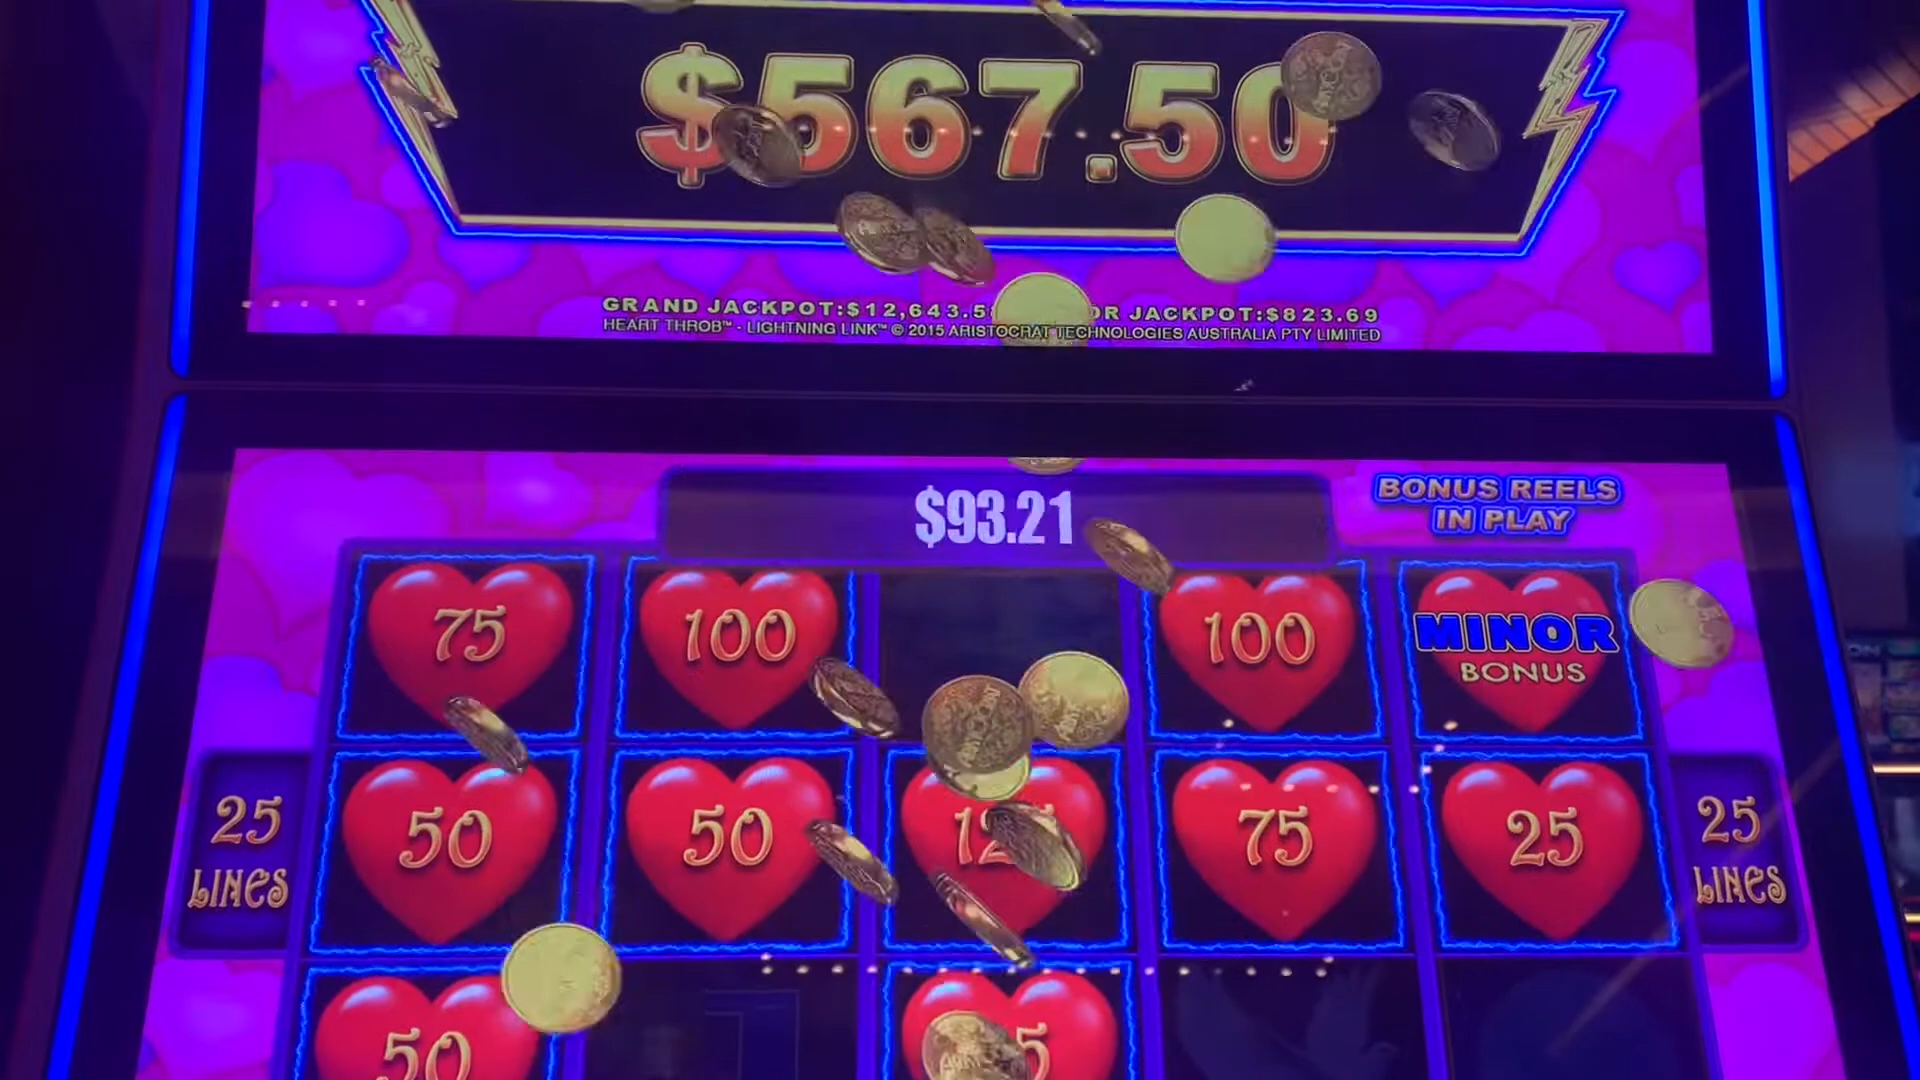 $567.50
GRAND JACKPOT:$12,643.5 OR JACKPOT:$823.69
HEART THROB™ - LIGHTNING LINK™ © 2015 ARISTOCRAT TECHNOLOGIES AUSTRALIA PTY LIMITED
$93.21
BONUS REELS
IN PLAY
75 100 100 MINOR
BONUS
25
LINES
50 50 75 25
25
LINES
50